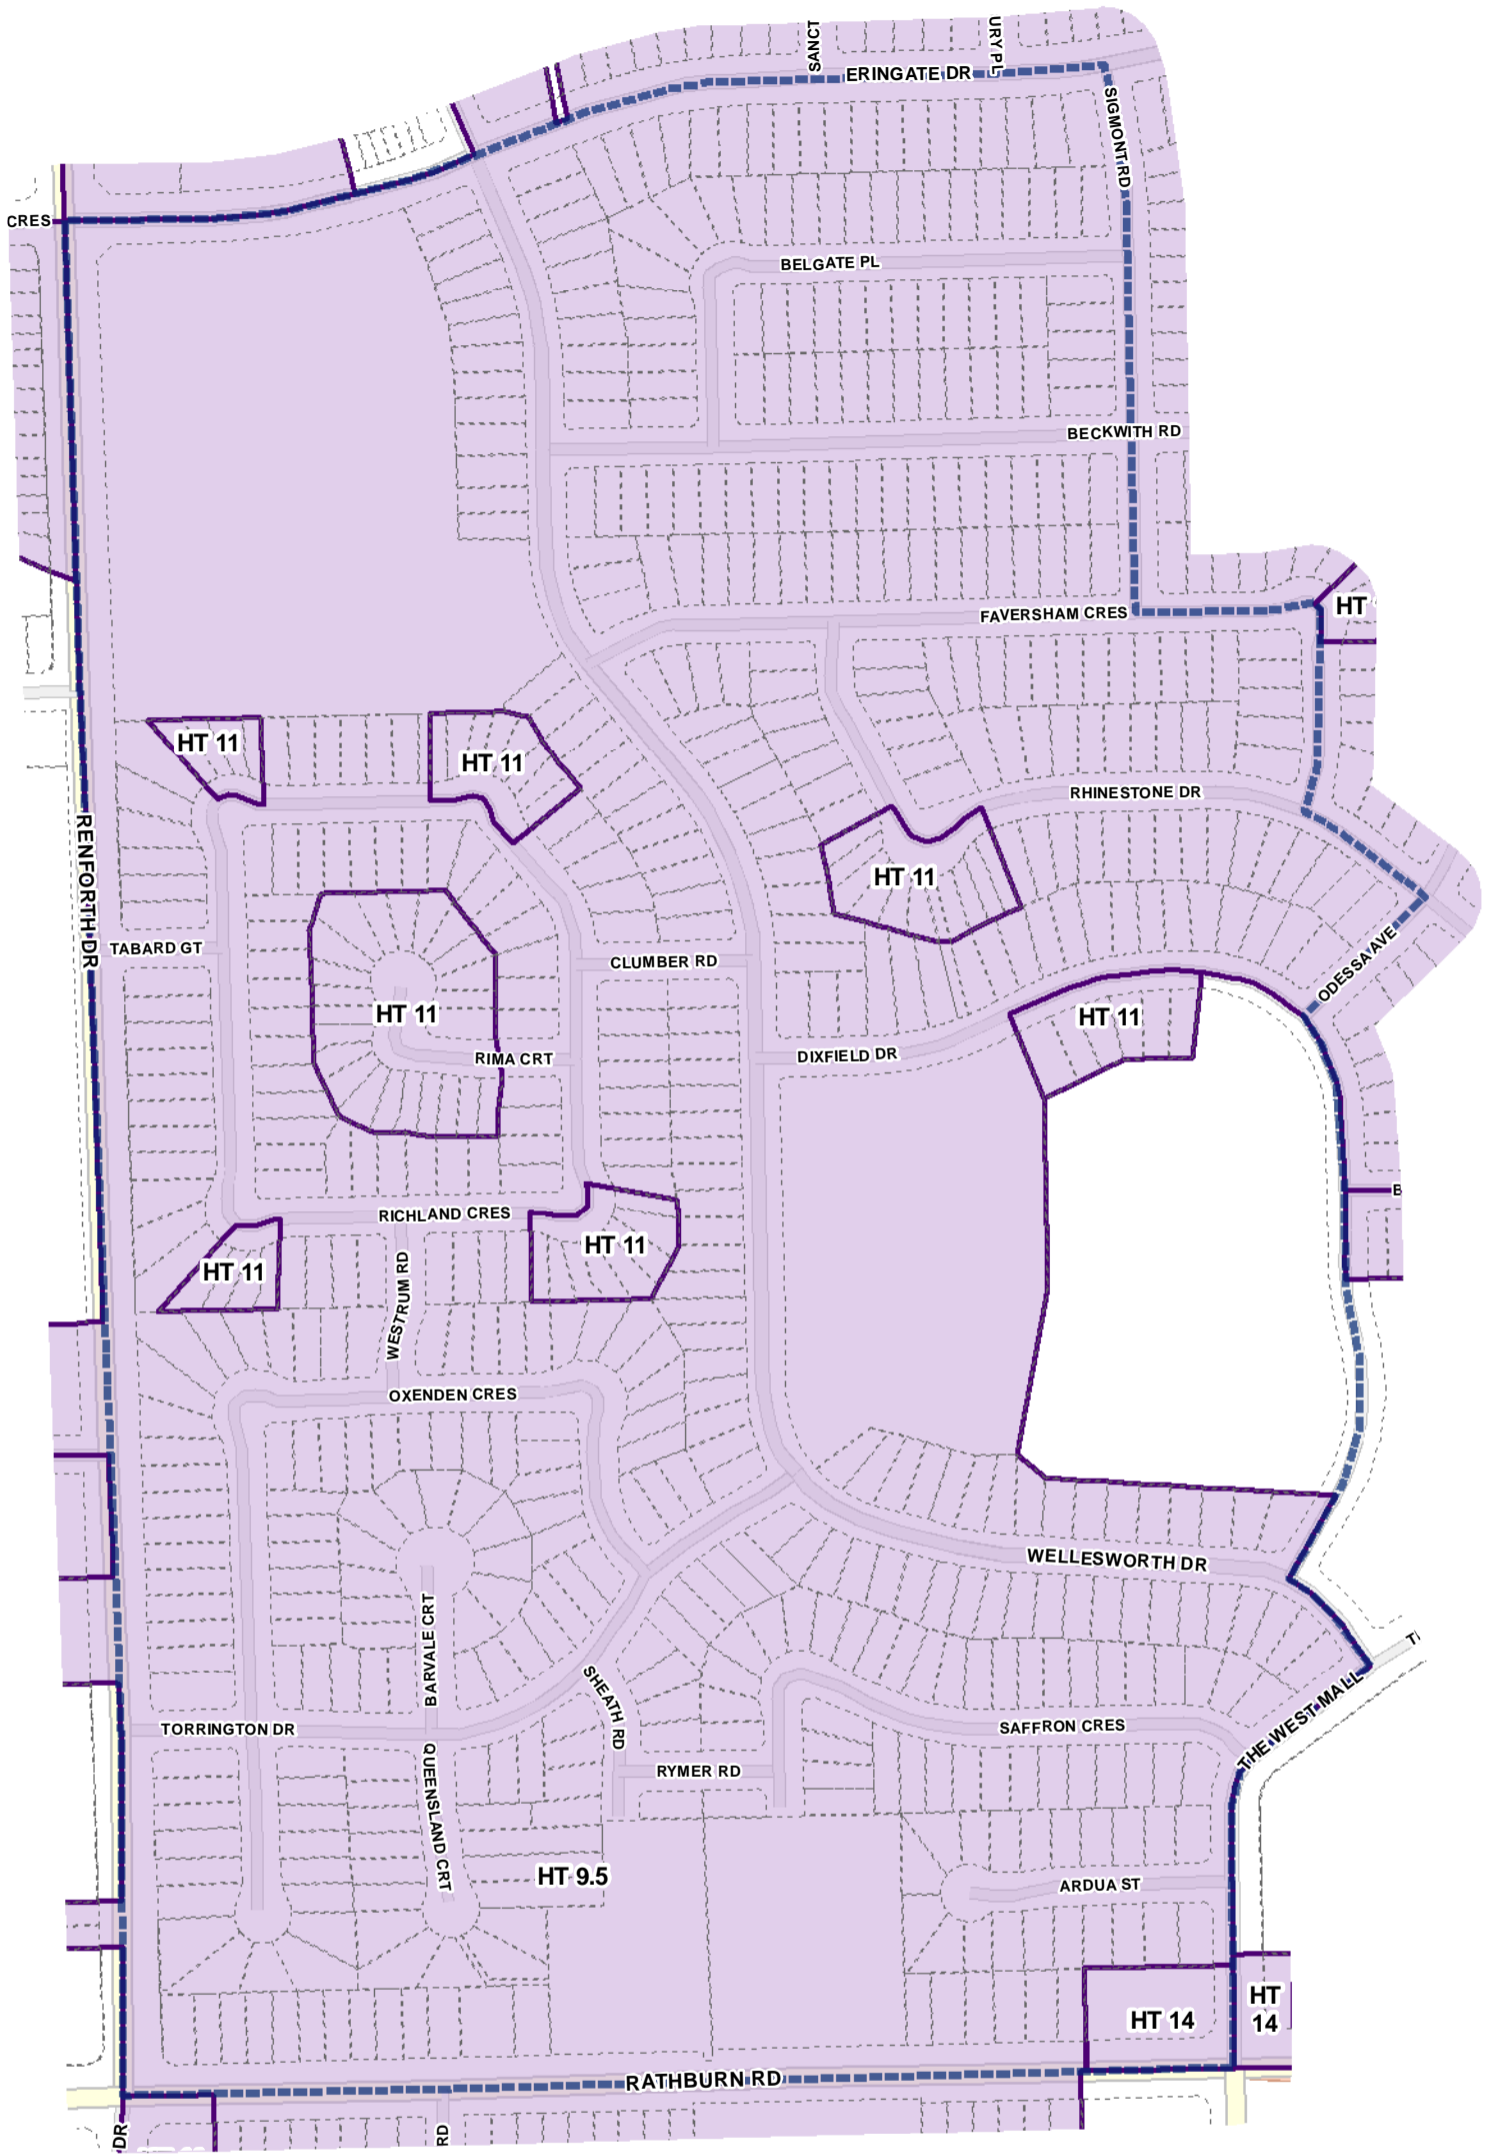 SANCT
URY PL
ERINGATE DR
SIGMONT RD
CRES
BELGATE PL
BECKWITH RD
HT
FAVERSHAM CRES
HT 11
HT 11
RHINESTONE DR
RENFORTH DR
HT 11
TABARD GT
CLUMBER RD
ODESSA AVE
HT 11
HT 11
RIMA CRT
DIXFIELD DR
B
RICHLAND CRES
HT 11
HT 11
WESTRUM RD
OXENDEN CRES
WELLESWORTH DR
BARVALE CRT
SHEATH RD
THE WEST MALL
TORRINGTON DR
SAFFRON CRES
RYMER RD
QUEENSLAND CRT
HT 9.5
ARDUA ST
HT 14
HT
14
RATHBURN RD
DR
RD